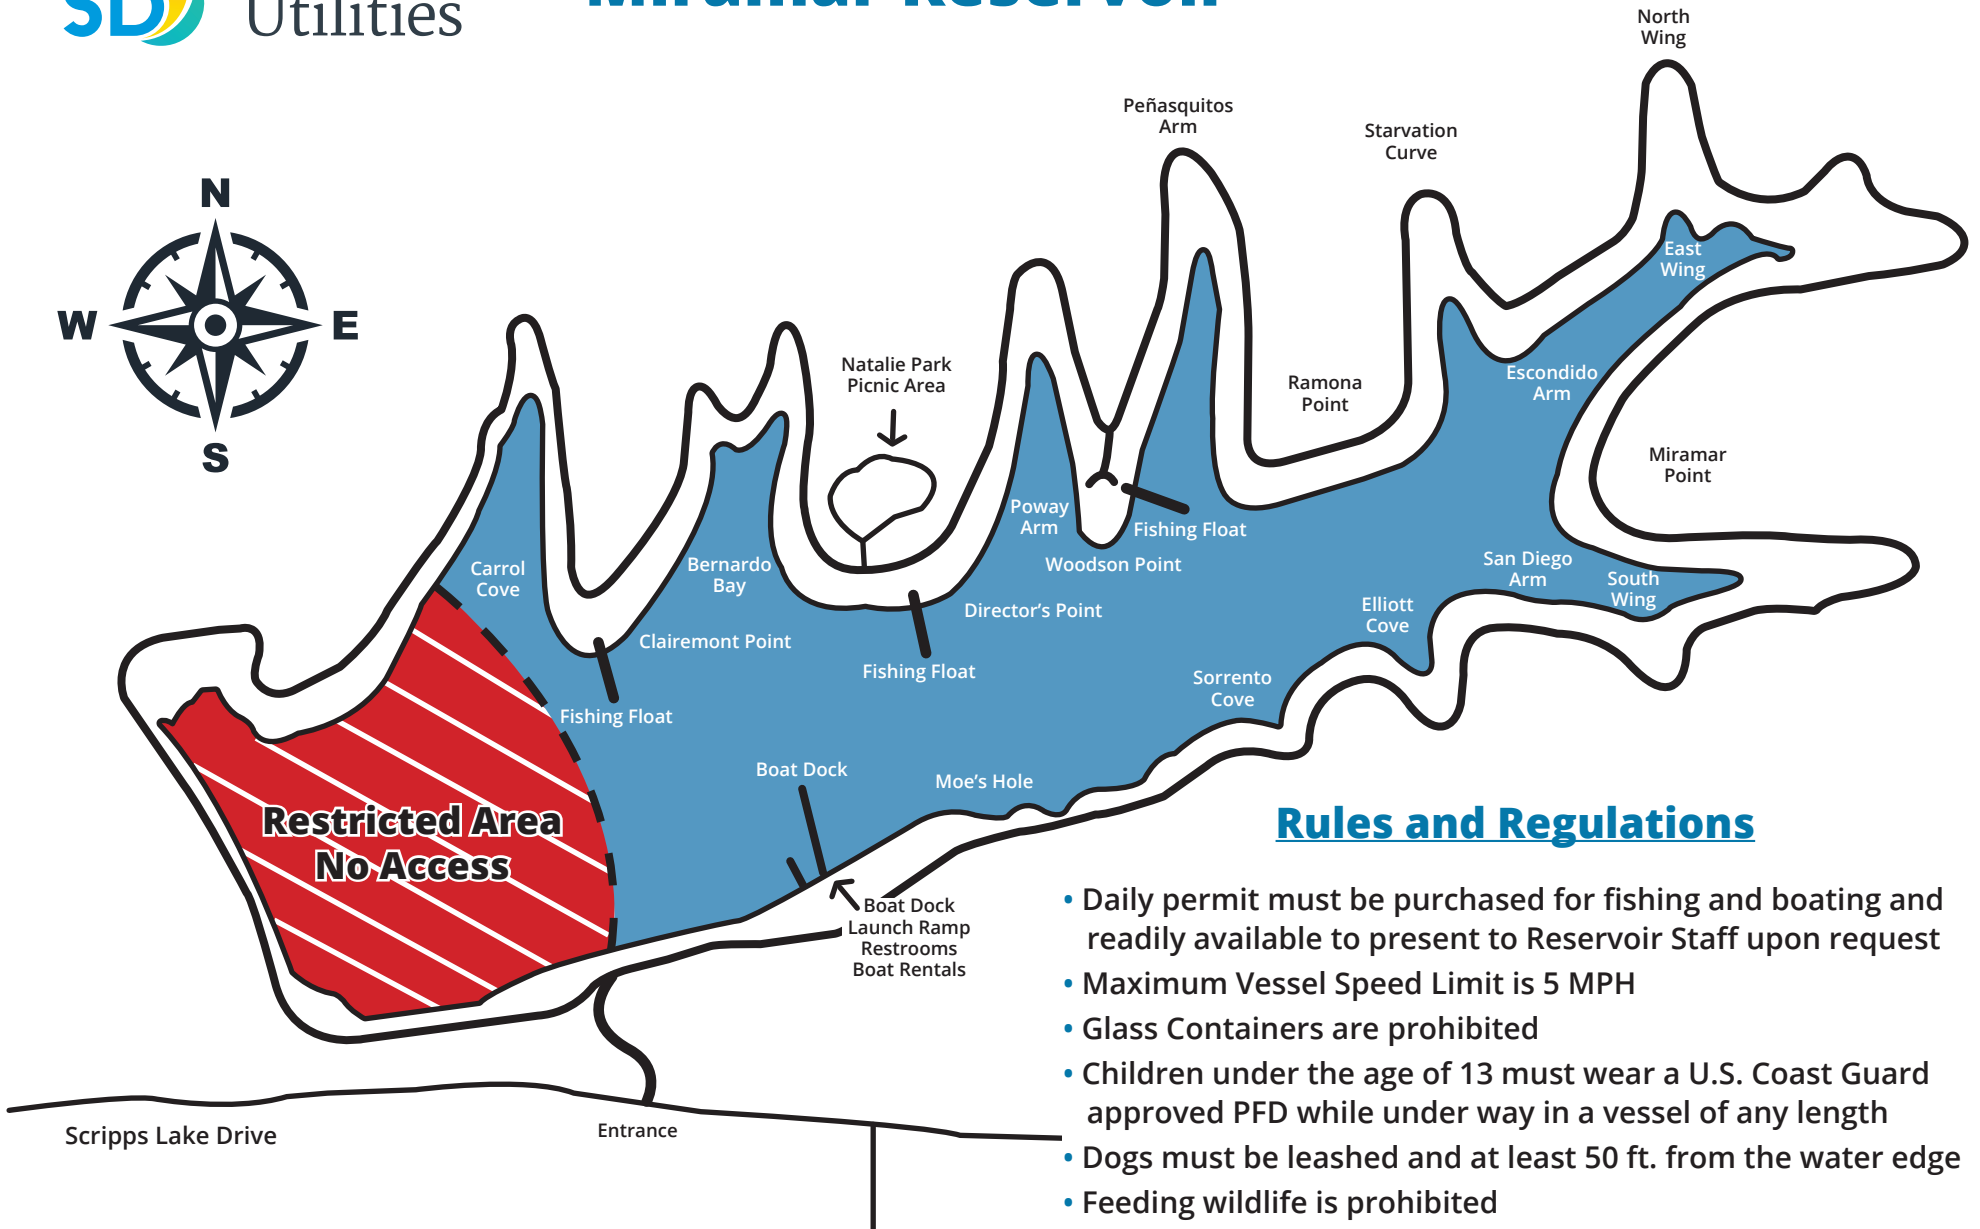 SD
Utilities
Miramar Reservoir
North
Wing
Peñasquitos
Arm
Starvation
Curve
N
W
E
S
East
Wing
Natalie Park
Picnic Area
Ramona
Point
Escondido
Arm
Miramar
Point
Poway
Arm
Fishing Float
Woodson Point
Carrol
Cove
Bernardo
Bay
San Diego
Arm
South
Wing
Director's Point
Elliott
Cove
Clairemont Point
Fishing Float
Sorrento
Cove
Fishing Float
Boat Dock
Moe's Hole
Restricted Area
No Access
Boat Dock
Launch Ramp
Restrooms
Boat Rentals
Scripps Lake Drive
Entrance
Rules and Regulations
• Daily permit must be purchased for fishing and boating and
readily available to present to Reservoir Staff upon request
• Maximum Vessel Speed Limit is 5 MPH
• Glass Containers are prohibited
• Children under the age of 13 must wear a U.S. Coast Guard
approved PFD while under way in a vessel of any length
• Dogs must be leashed and at least 50 ft. from the water edge
• Feeding wildlife is prohibited